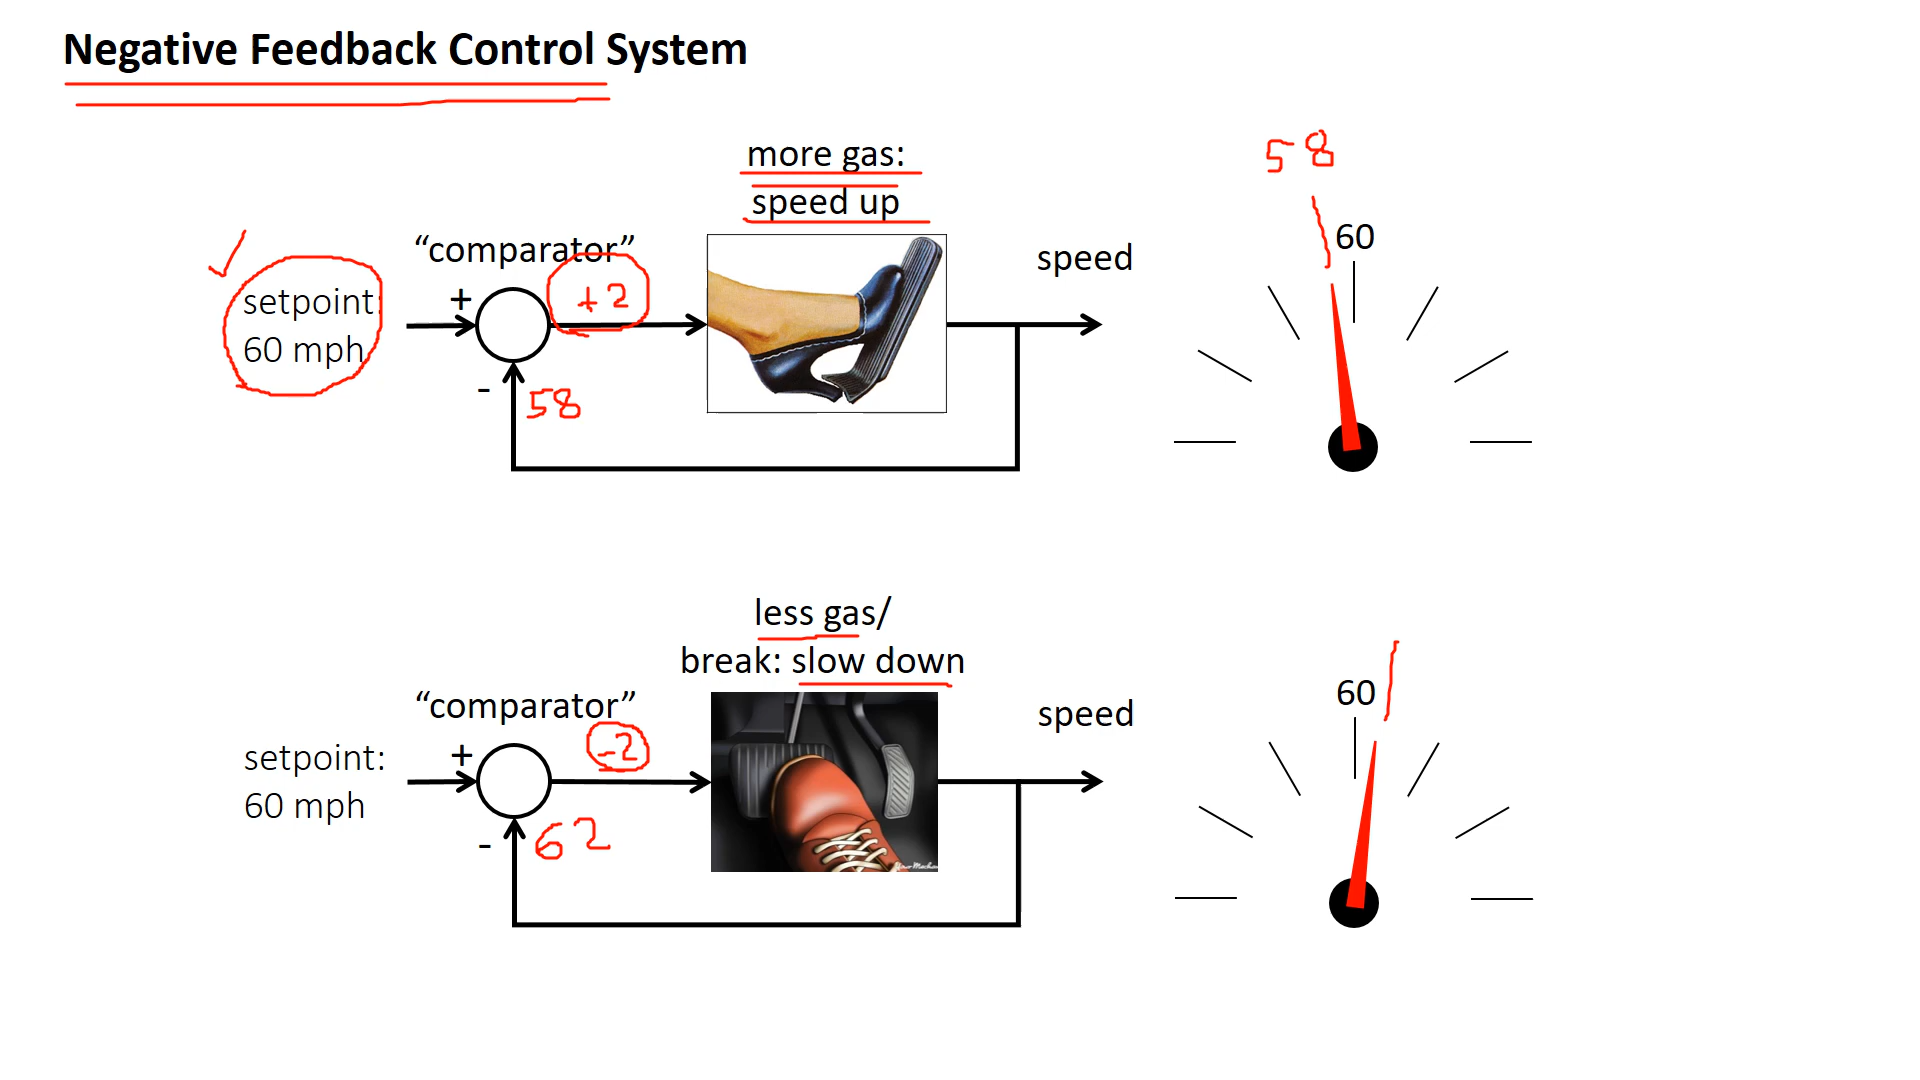 Negative Feedback Control System
58
more gas:
speed up
60
"comparator"
speed
setpoint:
60 mph
+
+2
-
58
less gas/
break: slow down
60
"comparator"
speed
setpoint:
60 mph
+
-2
-
62